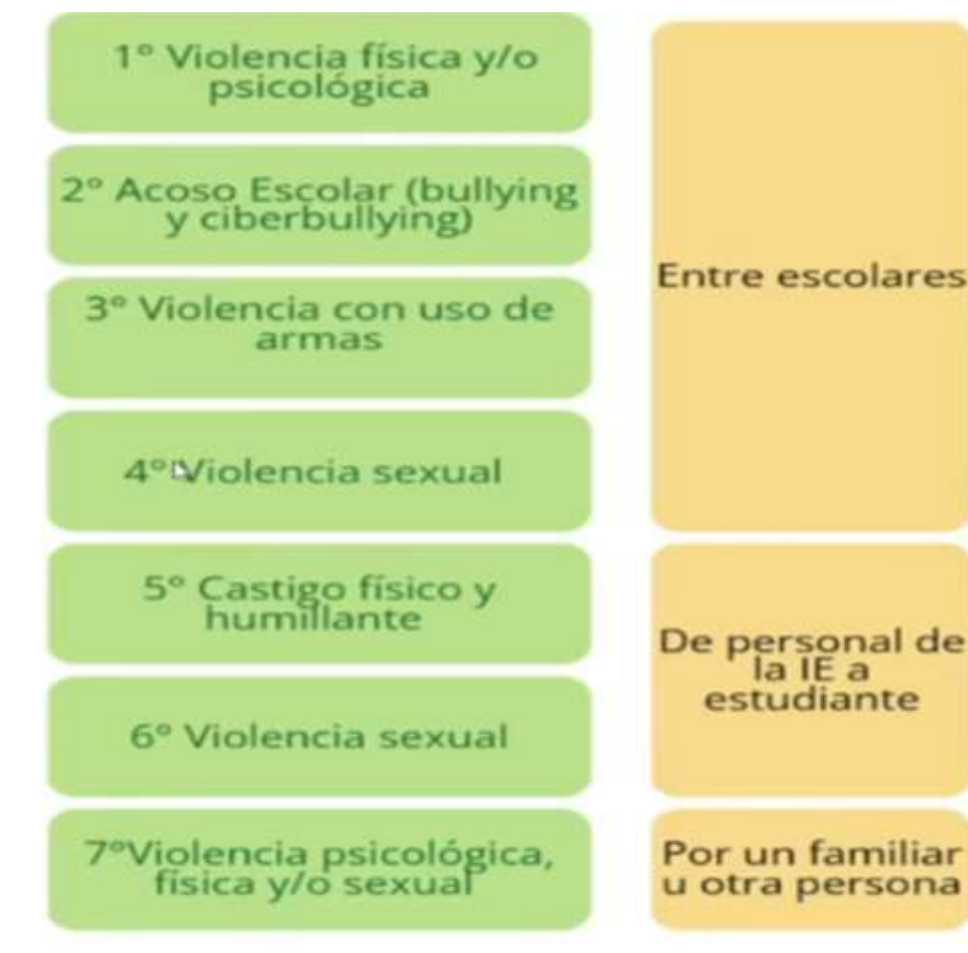 1° Violencia física y/o
psicológica
2° Acoso Escolar (bullying
y ciberbullying)
3° Violencia con uso de
armas
4° Violencia sexual
Entre escolares
5° Castigo físico y
humillante
6° Violencia sexual
De personal de
la IE a
estudiante
7°Violencia psicológica,
física y/o sexual
Por un familiar
u otra persona